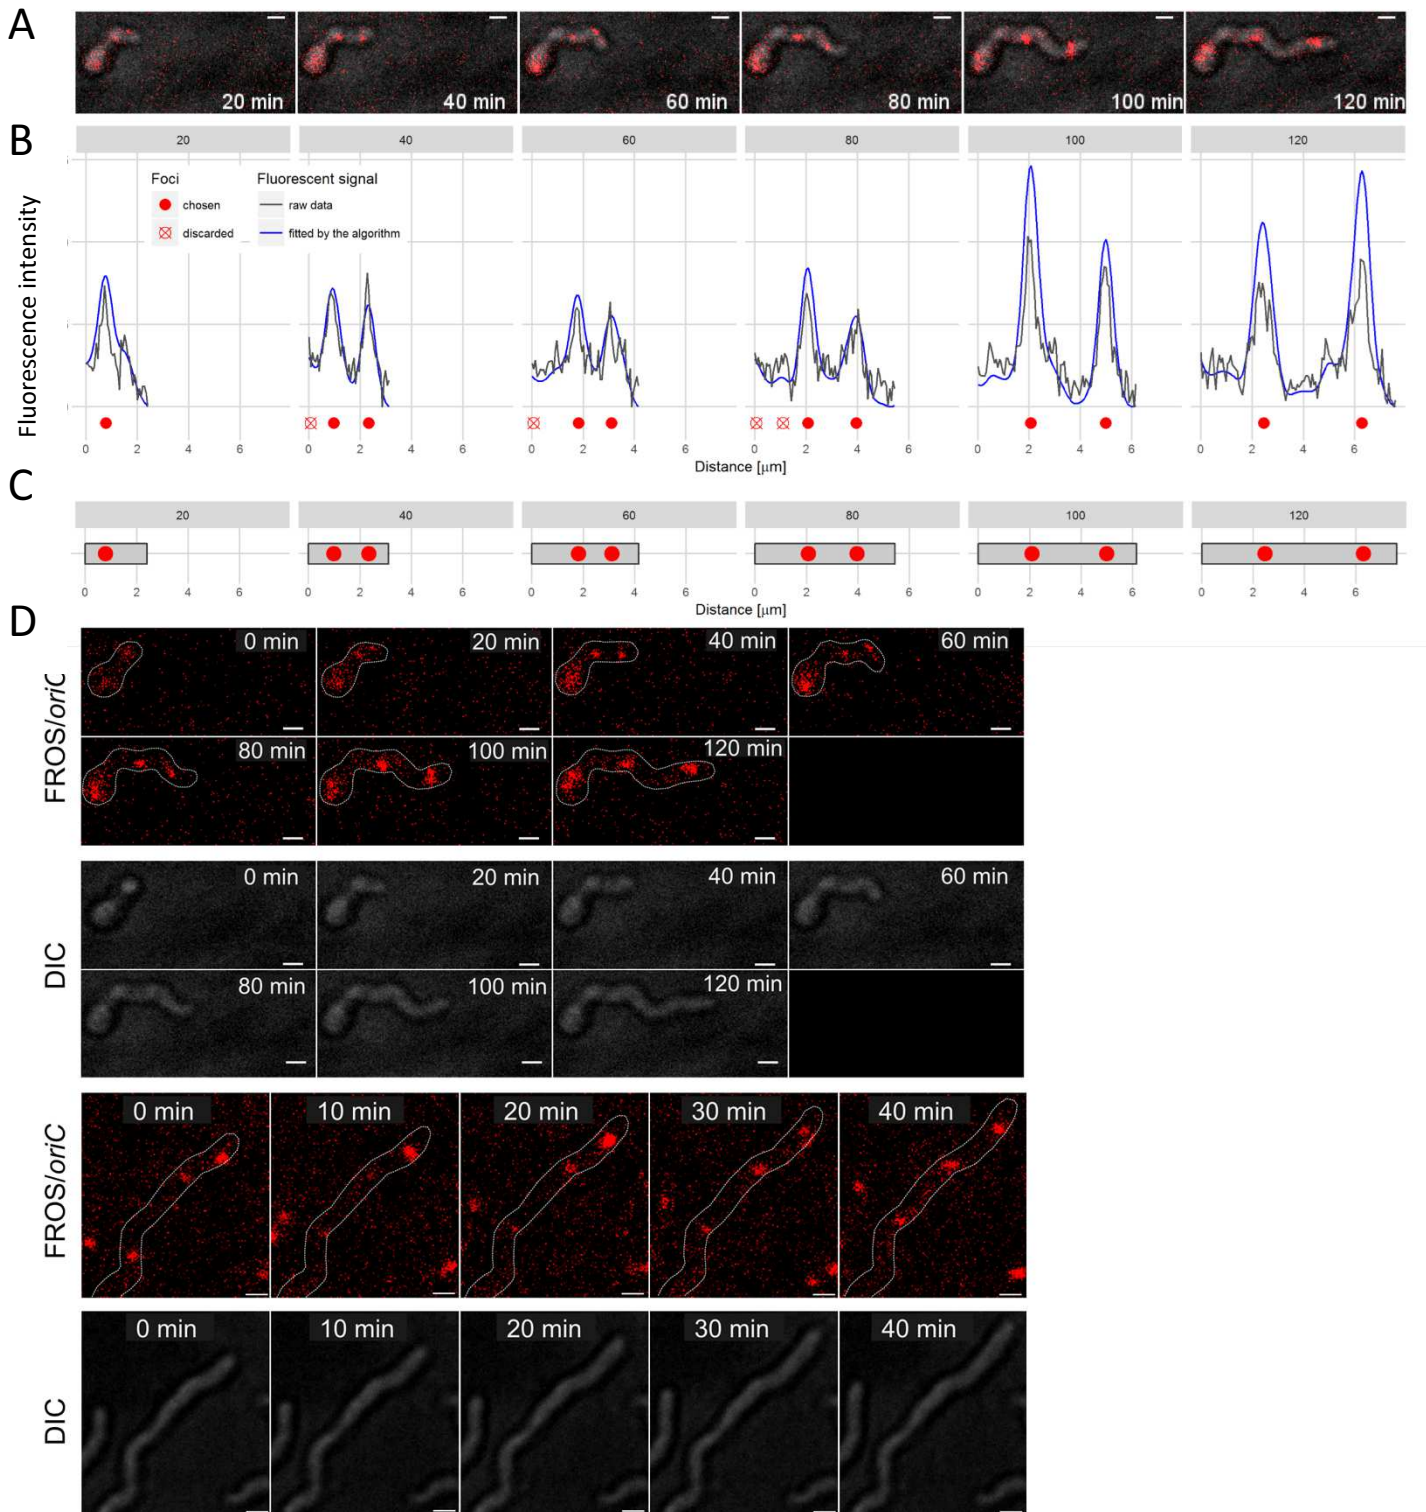 A
20 min 40 min 60 min 80 min 100 min 120 min
B
20 40 60 80 100 120
Fluorescence intensity
Foci Fluorescent signal
chosen raw data
discarded fitted by the algorithm
0 2 4 6 0 2 4 6 0 2 4 6 0 2 4 6 0 2 4 6 0 2 4 6
Distance [μm]
C
20 40 60 80 100 120
0 2 4 6 0 2 4 6 0 2 4 6 0 2 4 6 0 2 4 6 0 2 4 6
Distance [μm]
D
FROS/oriC
0 min 20 min 40 min 60 min
80 min 100 min 120 min
DIC
0 min 20 min 40 min 60 min
80 min 100 min 120 min
FROS/oriC
0 min 10 min 20 min 30 min 40 min
DIC
0 min 10 min 20 min 30 min 40 min